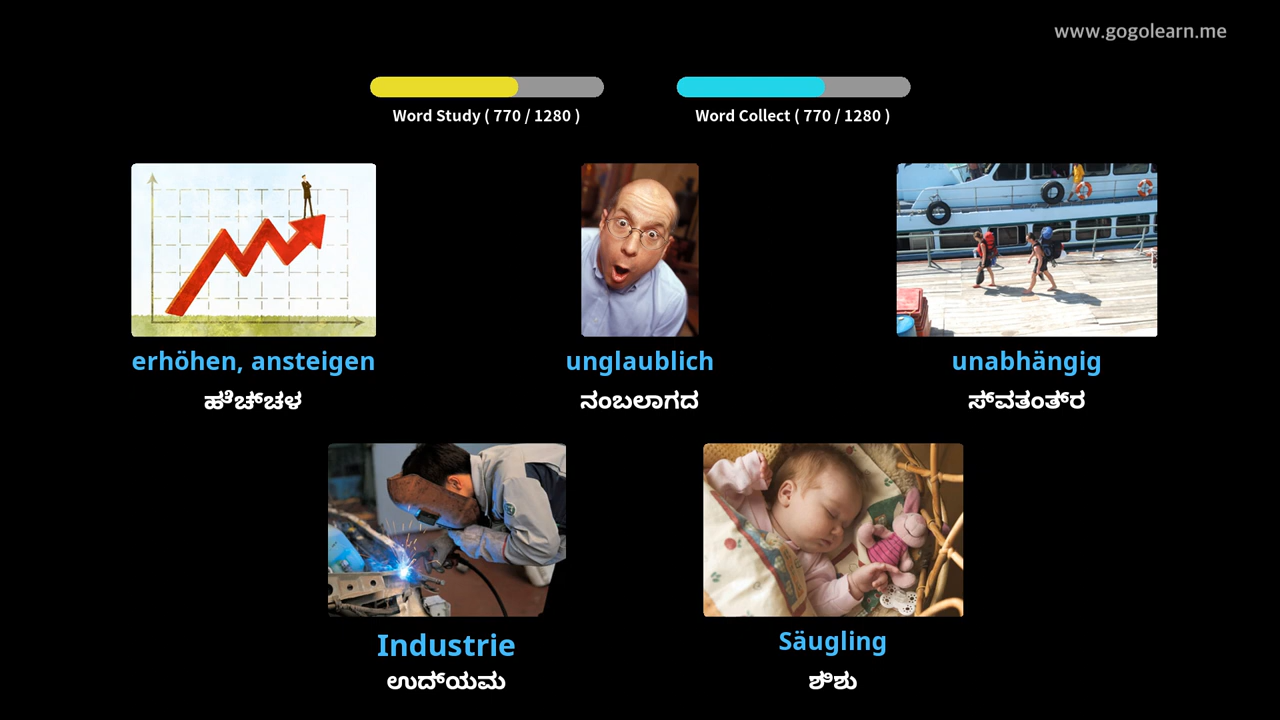 www.gogolearn.me
Word Study ( 770 / 1280 )
Word Collect ( 770 / 1280 )
erhöhen, ansteigen
ಹೆಚ್ಚಳ
unglaublich
ನಂಬಲಾಗದ
unabhängig
ಸ್ವತಂತ್ರ
Industrie
ಉದ್ಯಮ
Säugling
ಶಿಶು